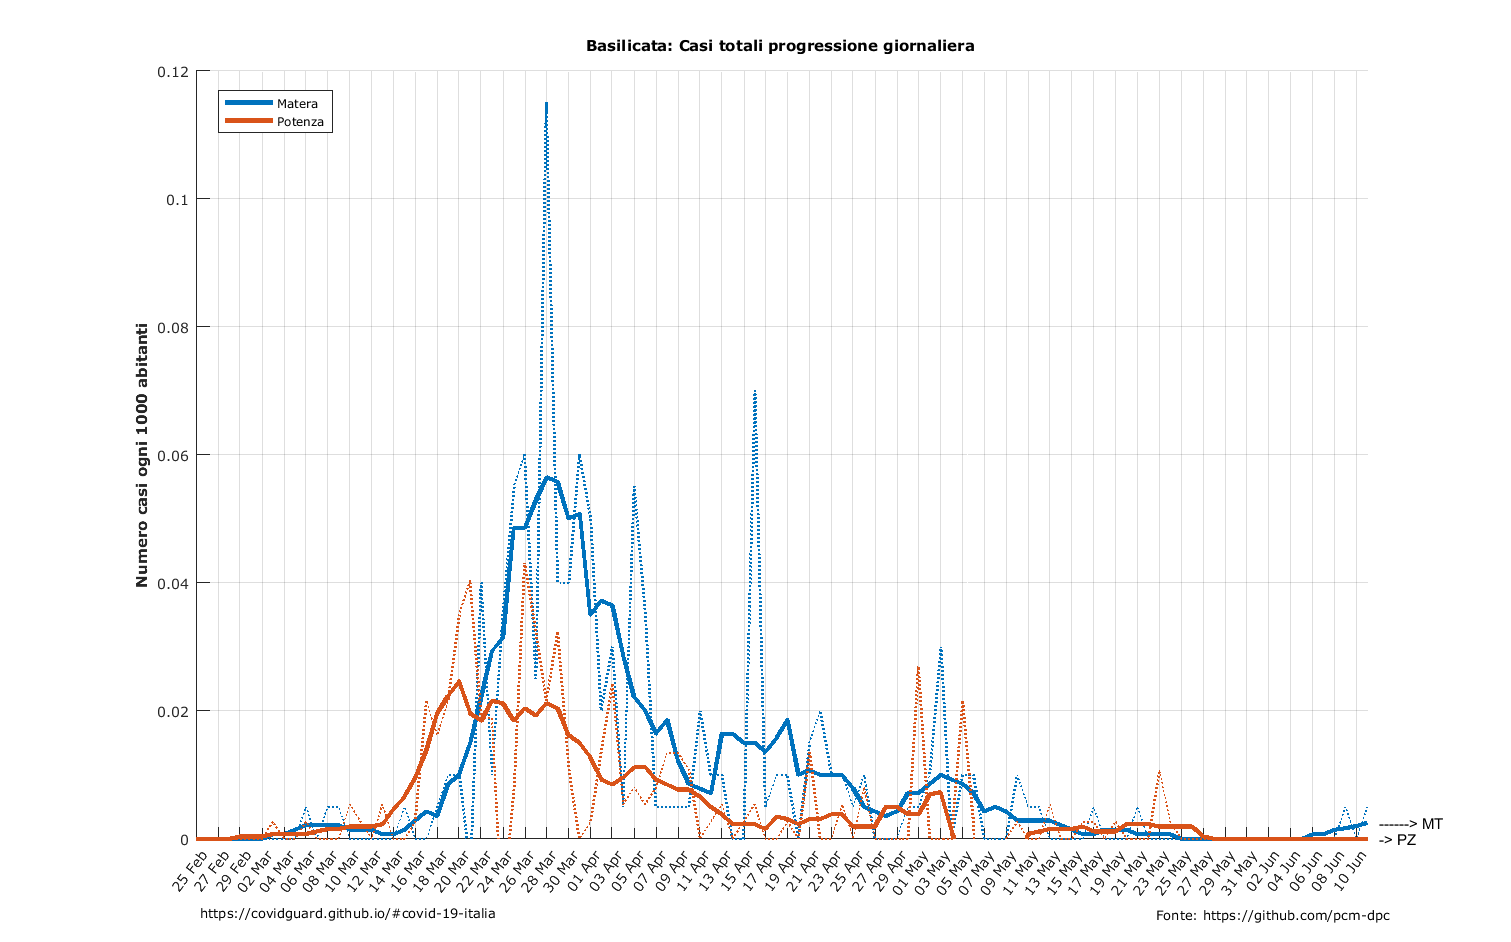 Basilicata: Casi totali progressione giornaliera
Matera
Potenza
Numero casi ogni 1000 abitanti
0.12
0.1
0.08
0.06
0.04
0.02
0
------> MT
-> PZ
25 Feb
27 Feb
29 Feb
02 Mar
04 Mar
06 Mar
08 Mar
10 Mar
12 Mar
14 Mar
16 Mar
18 Mar
20 Mar
22 Mar
24 Mar
26 Mar
28 Mar
30 Mar
01 Apr
03 Apr
05 Apr
07 Apr
09 Apr
11 Apr
13 Apr
15 Apr
17 Apr
19 Apr
21 Apr
23 Apr
25 Apr
27 Apr
29 Apr
01 May
03 May
05 May
07 May
09 May
11 May
13 May
15 May
17 May
19 May
21 May
23 May
25 May
27 May
29 May
31 May
02 Jun
04 Jun
06 Jun
08 Jun
10 Jun
https://covidguard.github.io/#covid-19-italia
Fonte: https://github.com/pcm-dpc